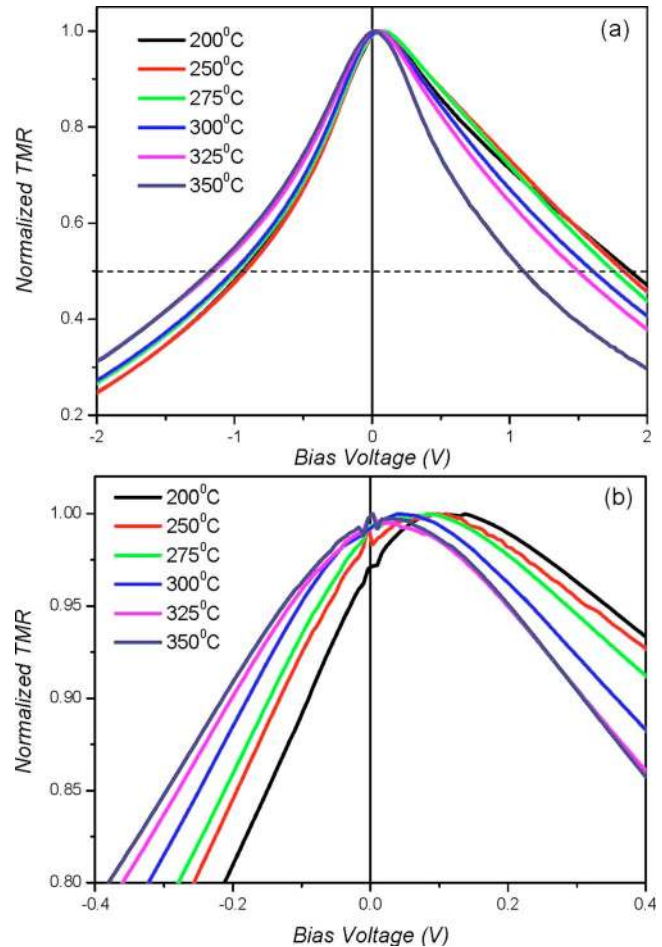 (a)
1.0
0.8
0.6
0.4
0.2
Normalized TMR
200⁰C
250⁰C
275⁰C
300⁰C
325⁰C
350⁰C
-2 -1 0 1 2
Bias Voltage (V)
(b)
1.00
0.95
0.90
0.85
0.80
Normalized TMR
200⁰C
250⁰C
275⁰C
300⁰C
325⁰C
350⁰C
-0.4 -0.2 0.0 0.2 0.4
Bias Voltage (V)